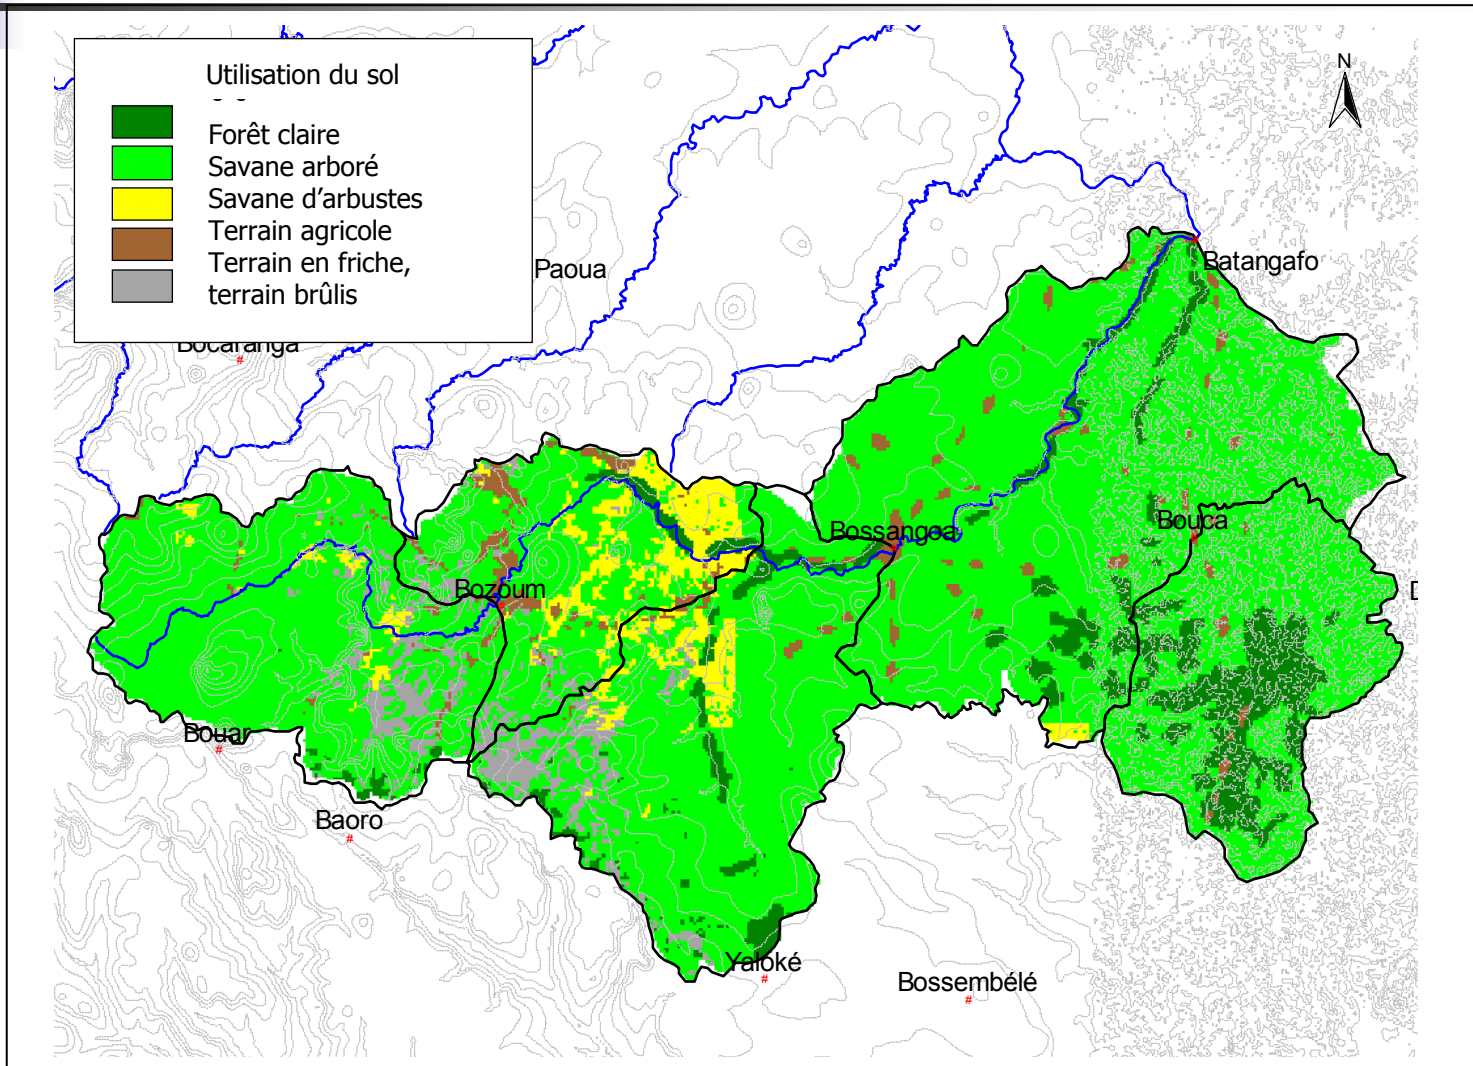 Utilisation du sol
Forêt claire
Savane arboré
Savane d'arbustes
Terrain agricole
Terrain en friche,
terrain brûlis
N
Paoua
Batangafo
Bocaranga
Bossangoa
Bouca
Bozoum
Bouar
Baoro
Yaloké
Bossembélé